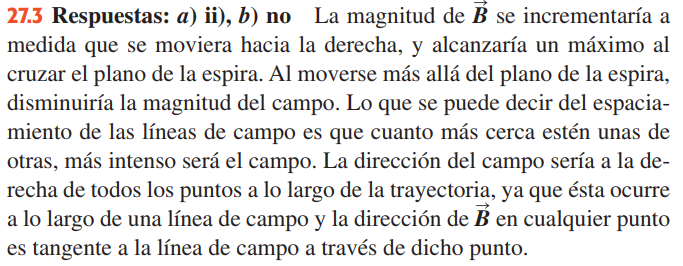 27.3 Respuestas: a) ii), b) no La magnitud de B⃗ se incrementaría a
medida que se moviera hacia la derecha, y alcanzaría un máximo al
cruzar el plano de la espira. Al moverse más allá del plano de la espira,
disminuiría la magnitud del campo. Lo que se puede decir del espacia-
miento de las líneas de campo es que cuanto más cerca estén unas de
otras, más intenso será el campo. La dirección del campo sería a la de-
recha de todos los puntos a lo largo de la trayectoria, ya que ésta ocurre
a lo largo de una línea de campo y la dirección de B⃗ en cualquier punto
es tangente a la línea de campo a través de dicho punto.